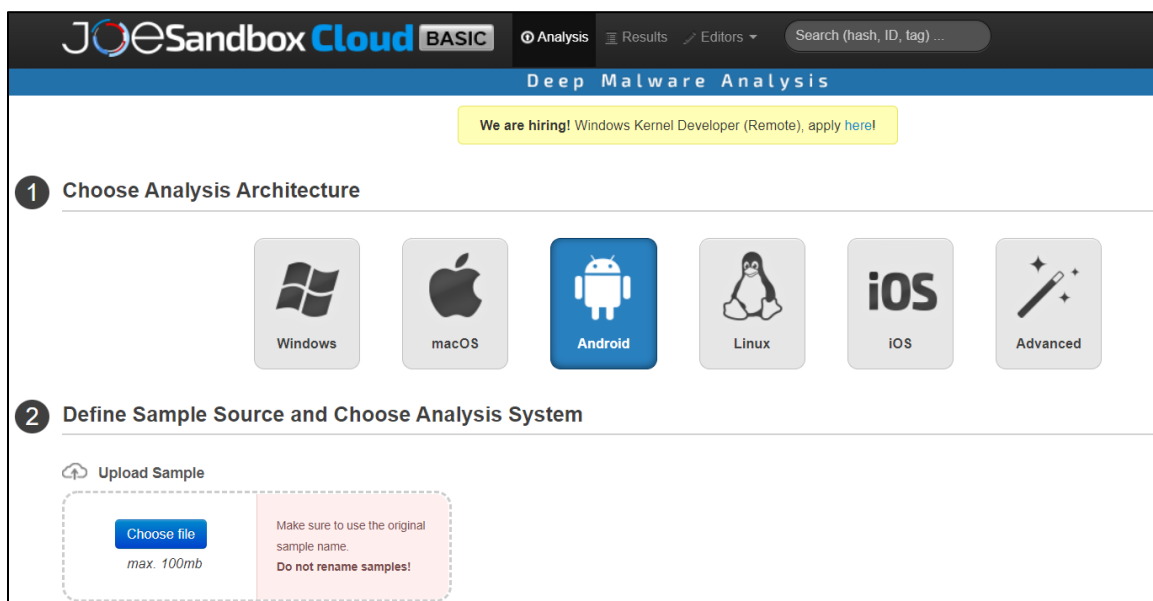 JOeSandbox Cloud BASIC
Analysis Results Editors Search (hash, ID, tag) ...
Deep Malware Analysis
We are hiring! Windows Kernel Developer (Remote), apply here!
1 Choose Analysis Architecture
Windows macOS Android Linux iOS iOS Advanced
2 Define Sample Source and Choose Analysis System
Upload Sample
Choose file
max. 100mb
Make sure to use the original
sample name.
Do not rename samples!